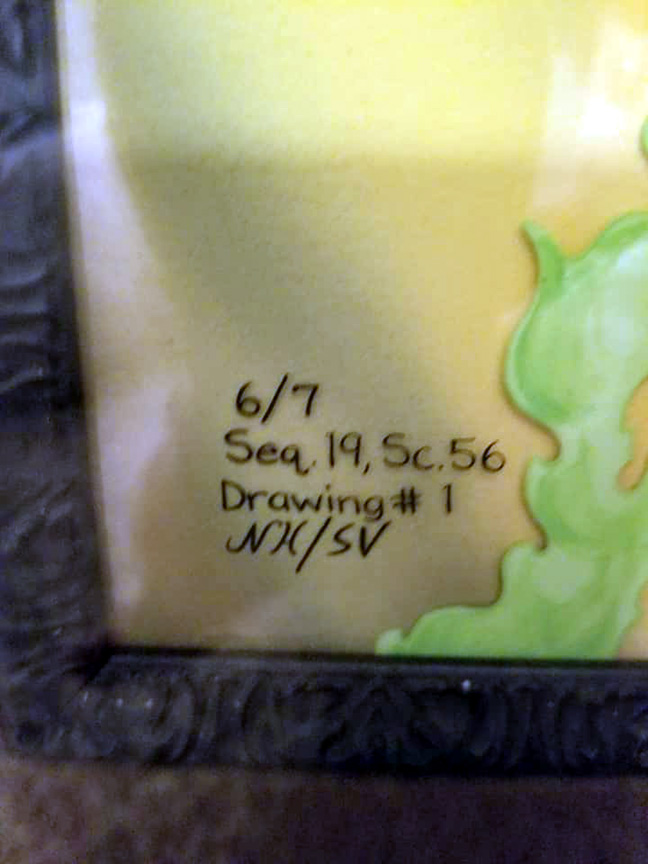 6/7
Seq. 19, Sc. 56
Drawing # 1
NH/SV